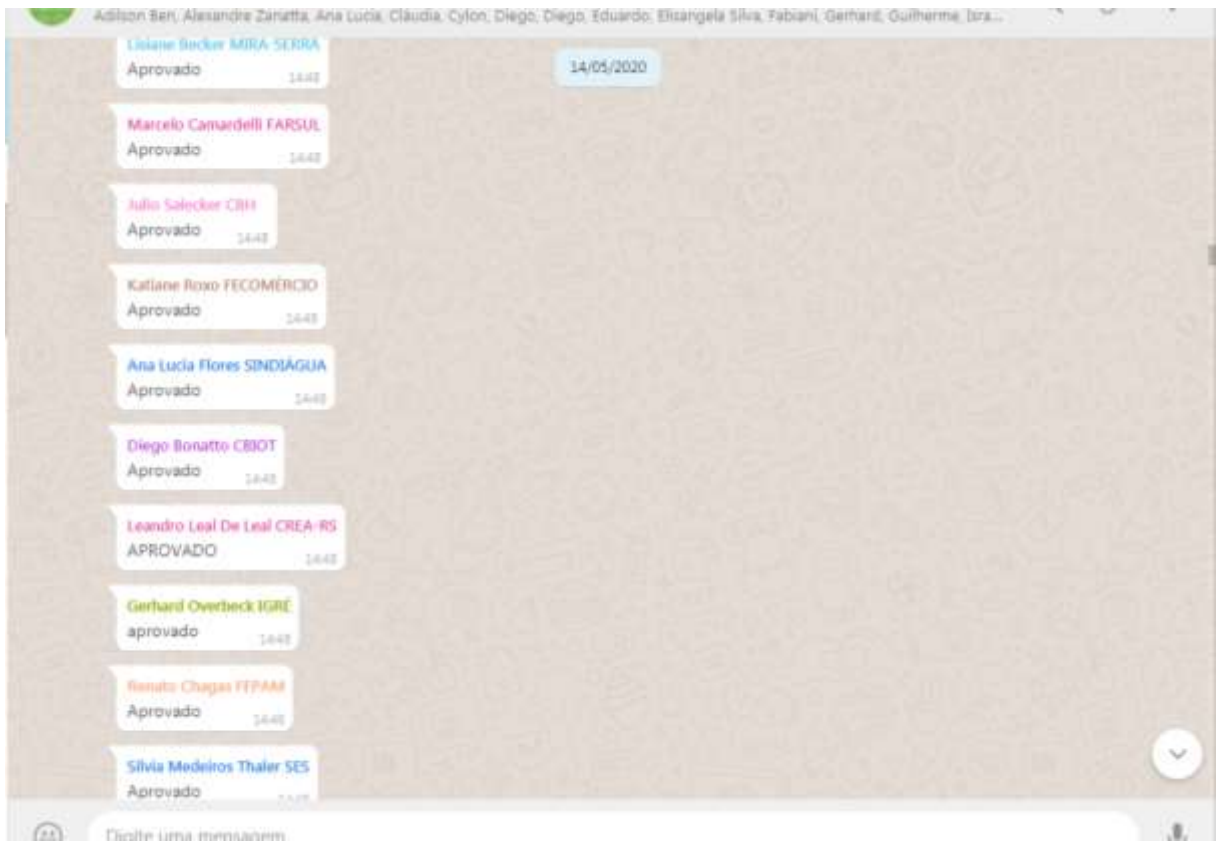 Adilson Ben, Alexandre Zanatta, Ana Lucia, Cláudia, Cylon, Diego, Diego, Eduardo, Elisangela Silva, Fabiani, Gerhard, Guilherme, Isra...
Lisiane Becker MIRA-SERRA
Aprovado
14:48
14/05/2020
Marcelo Camardelli FARSUL
Aprovado
14:48
Julio Salecker CBH
Aprovado
14:48
Katiane Roxo FECOMÉRCIO
Aprovado
14:48
Ana Lucia Flores SINDIÁGUA
Aprovado
14:48
Diego Bonatto CBIOT
Aprovado
14:48
Leandro Leal De Leal CREA-RS
APROVADO
14:48
Gerhard Overbeck IGRÉ
aprovado
14:48
Renato Chagas FEPAM
Aprovado
14:48
Silvia Medeiros Thaler SES
Aprovado
Digite uma mensagem